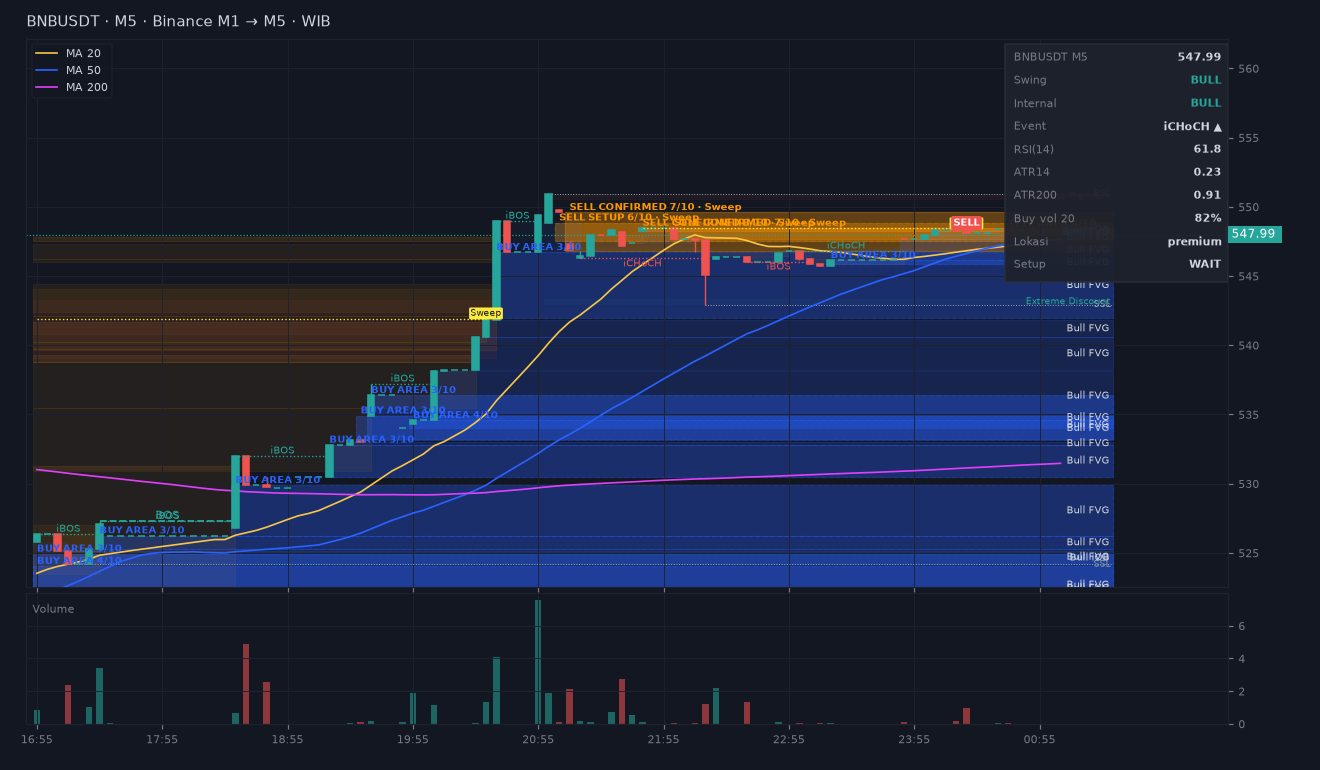 BNBUSDT · M5 · Binance M1 → M5 · WIB
MA 20
MA 50
MA 200
BNBUSDT M5 547.99
Swing BULL
Internal BULL
Event iCHoCH ▲
RSI(14) 61.8
ATR14 0.23
ATR200 0.91
Buy vol 20 82%
Lokasi premium
Setup WAIT
560
555
550
547.99
545
540
535
530
525
SELL CONFIRMED 7/10 · Sweep
SELL SETUP 6/10 · Sweep
iBOS
SELL
BUY AREA 3/10
iCHoCH
BUY AREA 3/10
iCHoCH
iBOS
Bull FVG
Extreme Discount
SSL
Sweep
Bull FVG
Bull FVG
iBOS
BUY AREA 3/10
Bull FVG
BUY AREA 3/10
BUY AREA 4/10
Bull FVG
Bull FVG
Bull FVG
BUY AREA 3/10
Bull FVG
iBOS
Bull FVG
BUY AREA 3/10
Bull FVG
iBOS
BUY AREA 3/10
Bull FVG
BUY AREA 4/10
Bull FVG
SSL
Bull FVG
Volume
6
4
2
0
16:55 17:55 18:55 19:55 20:55 21:55 22:55 23:55 00:55